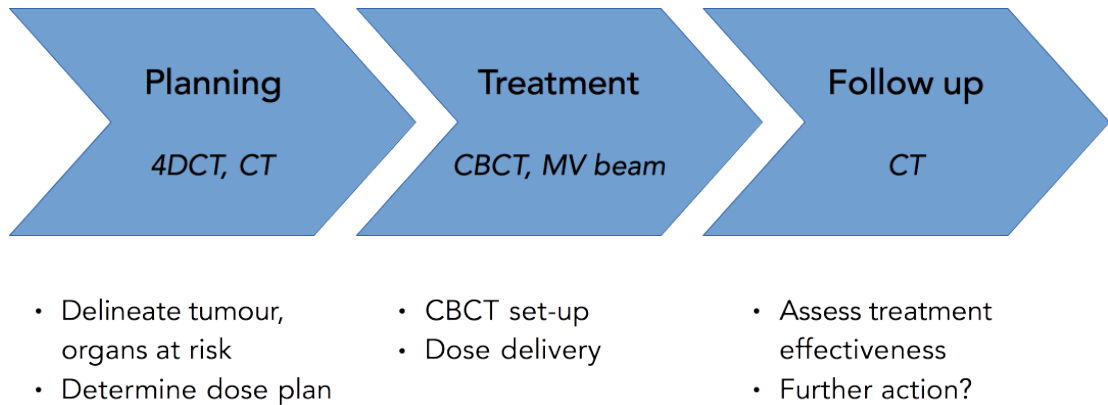 Planning
4DCT, CT
Treatment
CBCT, MV beam
Follow up
CT
• Delineate tumour,
organs at risk
• Determine dose plan
• CBCT set-up
• Dose delivery
• Assess treatment
effectiveness
• Further action?